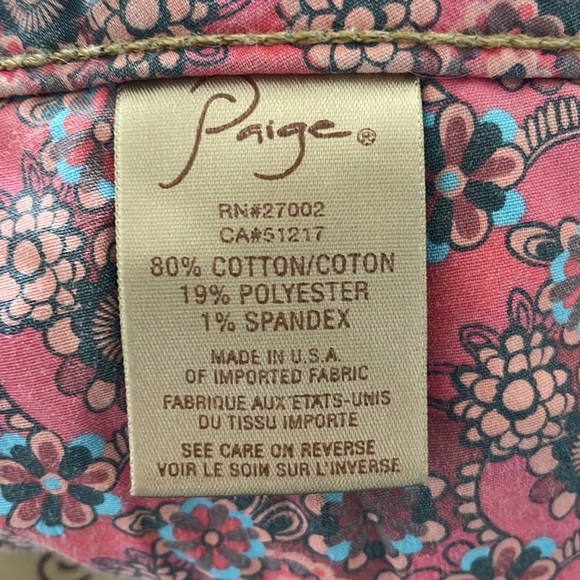 Paige®
RN#27002
CA#51217
80% COTTON/COTON
19% POLYESTER
1% SPANDEX
MADE IN U.S.A.
OF IMPORTED FABRIC
FABRIQUE AUX ETATS-UNIS
DU TISSU IMPORTE
SEE CARE ON REVERSE
VOIR LE SOIN SUR L'INVERSE